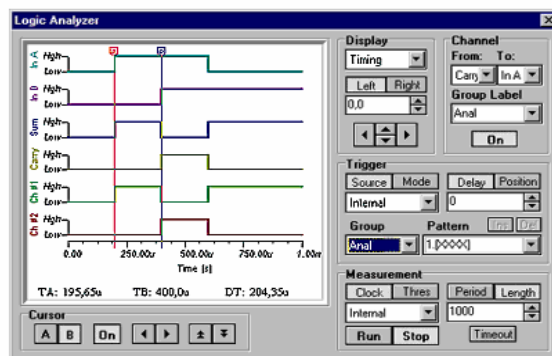 Logic Analyzer
In A High
Low
In B High
Low
Sum High
Low
Carry High
Low
Ch #1 High
Low
Ch #2 High
Low
0.00 250.00u 500.00u 750.00u 1.00m
Time [s]
TA: 195,65u TB: 400,0u DT: 204,35u
Cursor
A B On
Display
Timing
Left Right
0,0
Channel
From: To:
Carry In A
Group Label
Anal
On
Trigger
Source Mode Delay Position
Internal 0
Group Pattern Ins Del
Anal 1.[XXXX]
Measurement
Clock Thres Period Length
Internal 1000
Run Stop Timeout